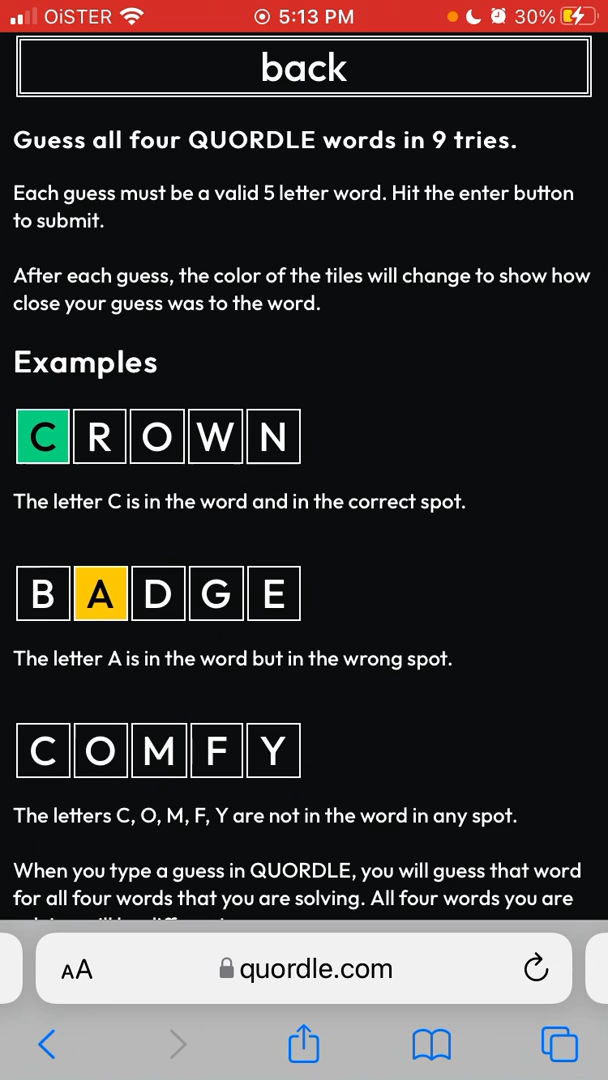 OiSTER 5:13 PM 30%
back
Guess all four QUORDLE words in 9 tries.
Each guess must be a valid 5 letter word. Hit the enter button
to submit.
After each guess, the color of the tiles will change to show how
close your guess was to the word.
Examples
C R O W N
The letter C is in the word and in the correct spot.
B A D G E
The letter A is in the word but in the wrong spot.
C O M F Y
The letters C, O, M, F, Y are not in the word in any spot.
When you type a guess in QUORDLE, you will guess that word
for all four words that you are solving. All four words you are
AA quordle.com